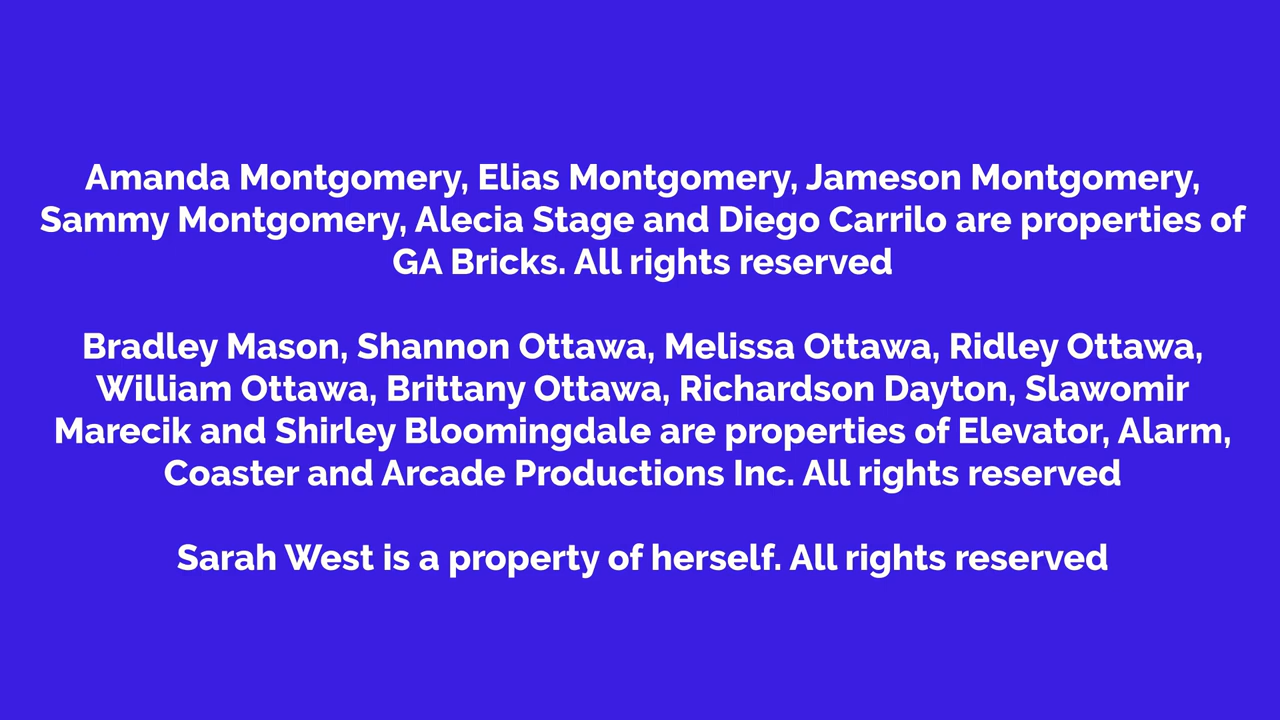 Amanda Montgomery, Elias Montgomery, Jameson Montgomery,
Sammy Montgomery, Alecia Stage and Diego Carrilo are properties of
GA Bricks. All rights reserved
Bradley Mason, Shannon Ottawa, Melissa Ottawa, Ridley Ottawa,
William Ottawa, Brittany Ottawa, Richardson Dayton, Slawomir
Marecik and Shirley Bloomingdale are properties of Elevator, Alarm,
Coaster and Arcade Productions Inc. All rights reserved
Sarah West is a property of herself. All rights reserved